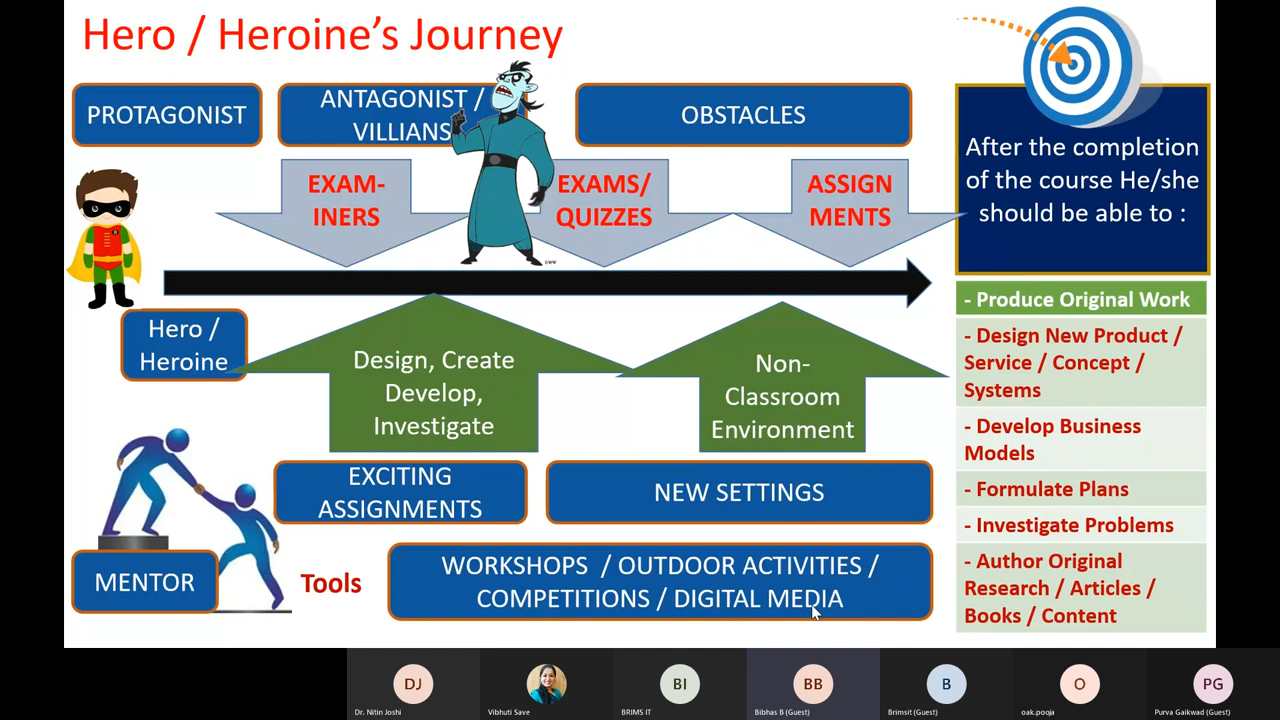 Hero / Heroine's Journey
PROTAGONIST
ANTAGONIST /
VILLIANS
OBSTACLES
EXAM-
INERS
EXAMS/
QUIZZES
ASSIGN
MENTS
After the completion
of the course He/she
should be able to :
Hero /
Heroine
Design, Create
Develop,
Investigate
Non-
Classroom
Environment
- Produce Original Work
- Design New Product /
Service / Concept /
Systems
- Develop Business
Models
- Formulate Plans
- Investigate Problems
- Author Original
Research / Articles /
Books / Content
EXCITING
ASSIGNMENTS
NEW SETTINGS
MENTOR
Tools
WORKSHOPS / OUTDOOR ACTIVITIES /
COMPETITIONS / DIGITAL MEDIA
DJ
BI
BB
B
O
PG
Dr. Nitin Joshi
Vibhuti Save
BRIMS IT
Bibhas B (Guest)
Brimsit (Guest)
oak.pooja
Purva Gaikwad (Guest)